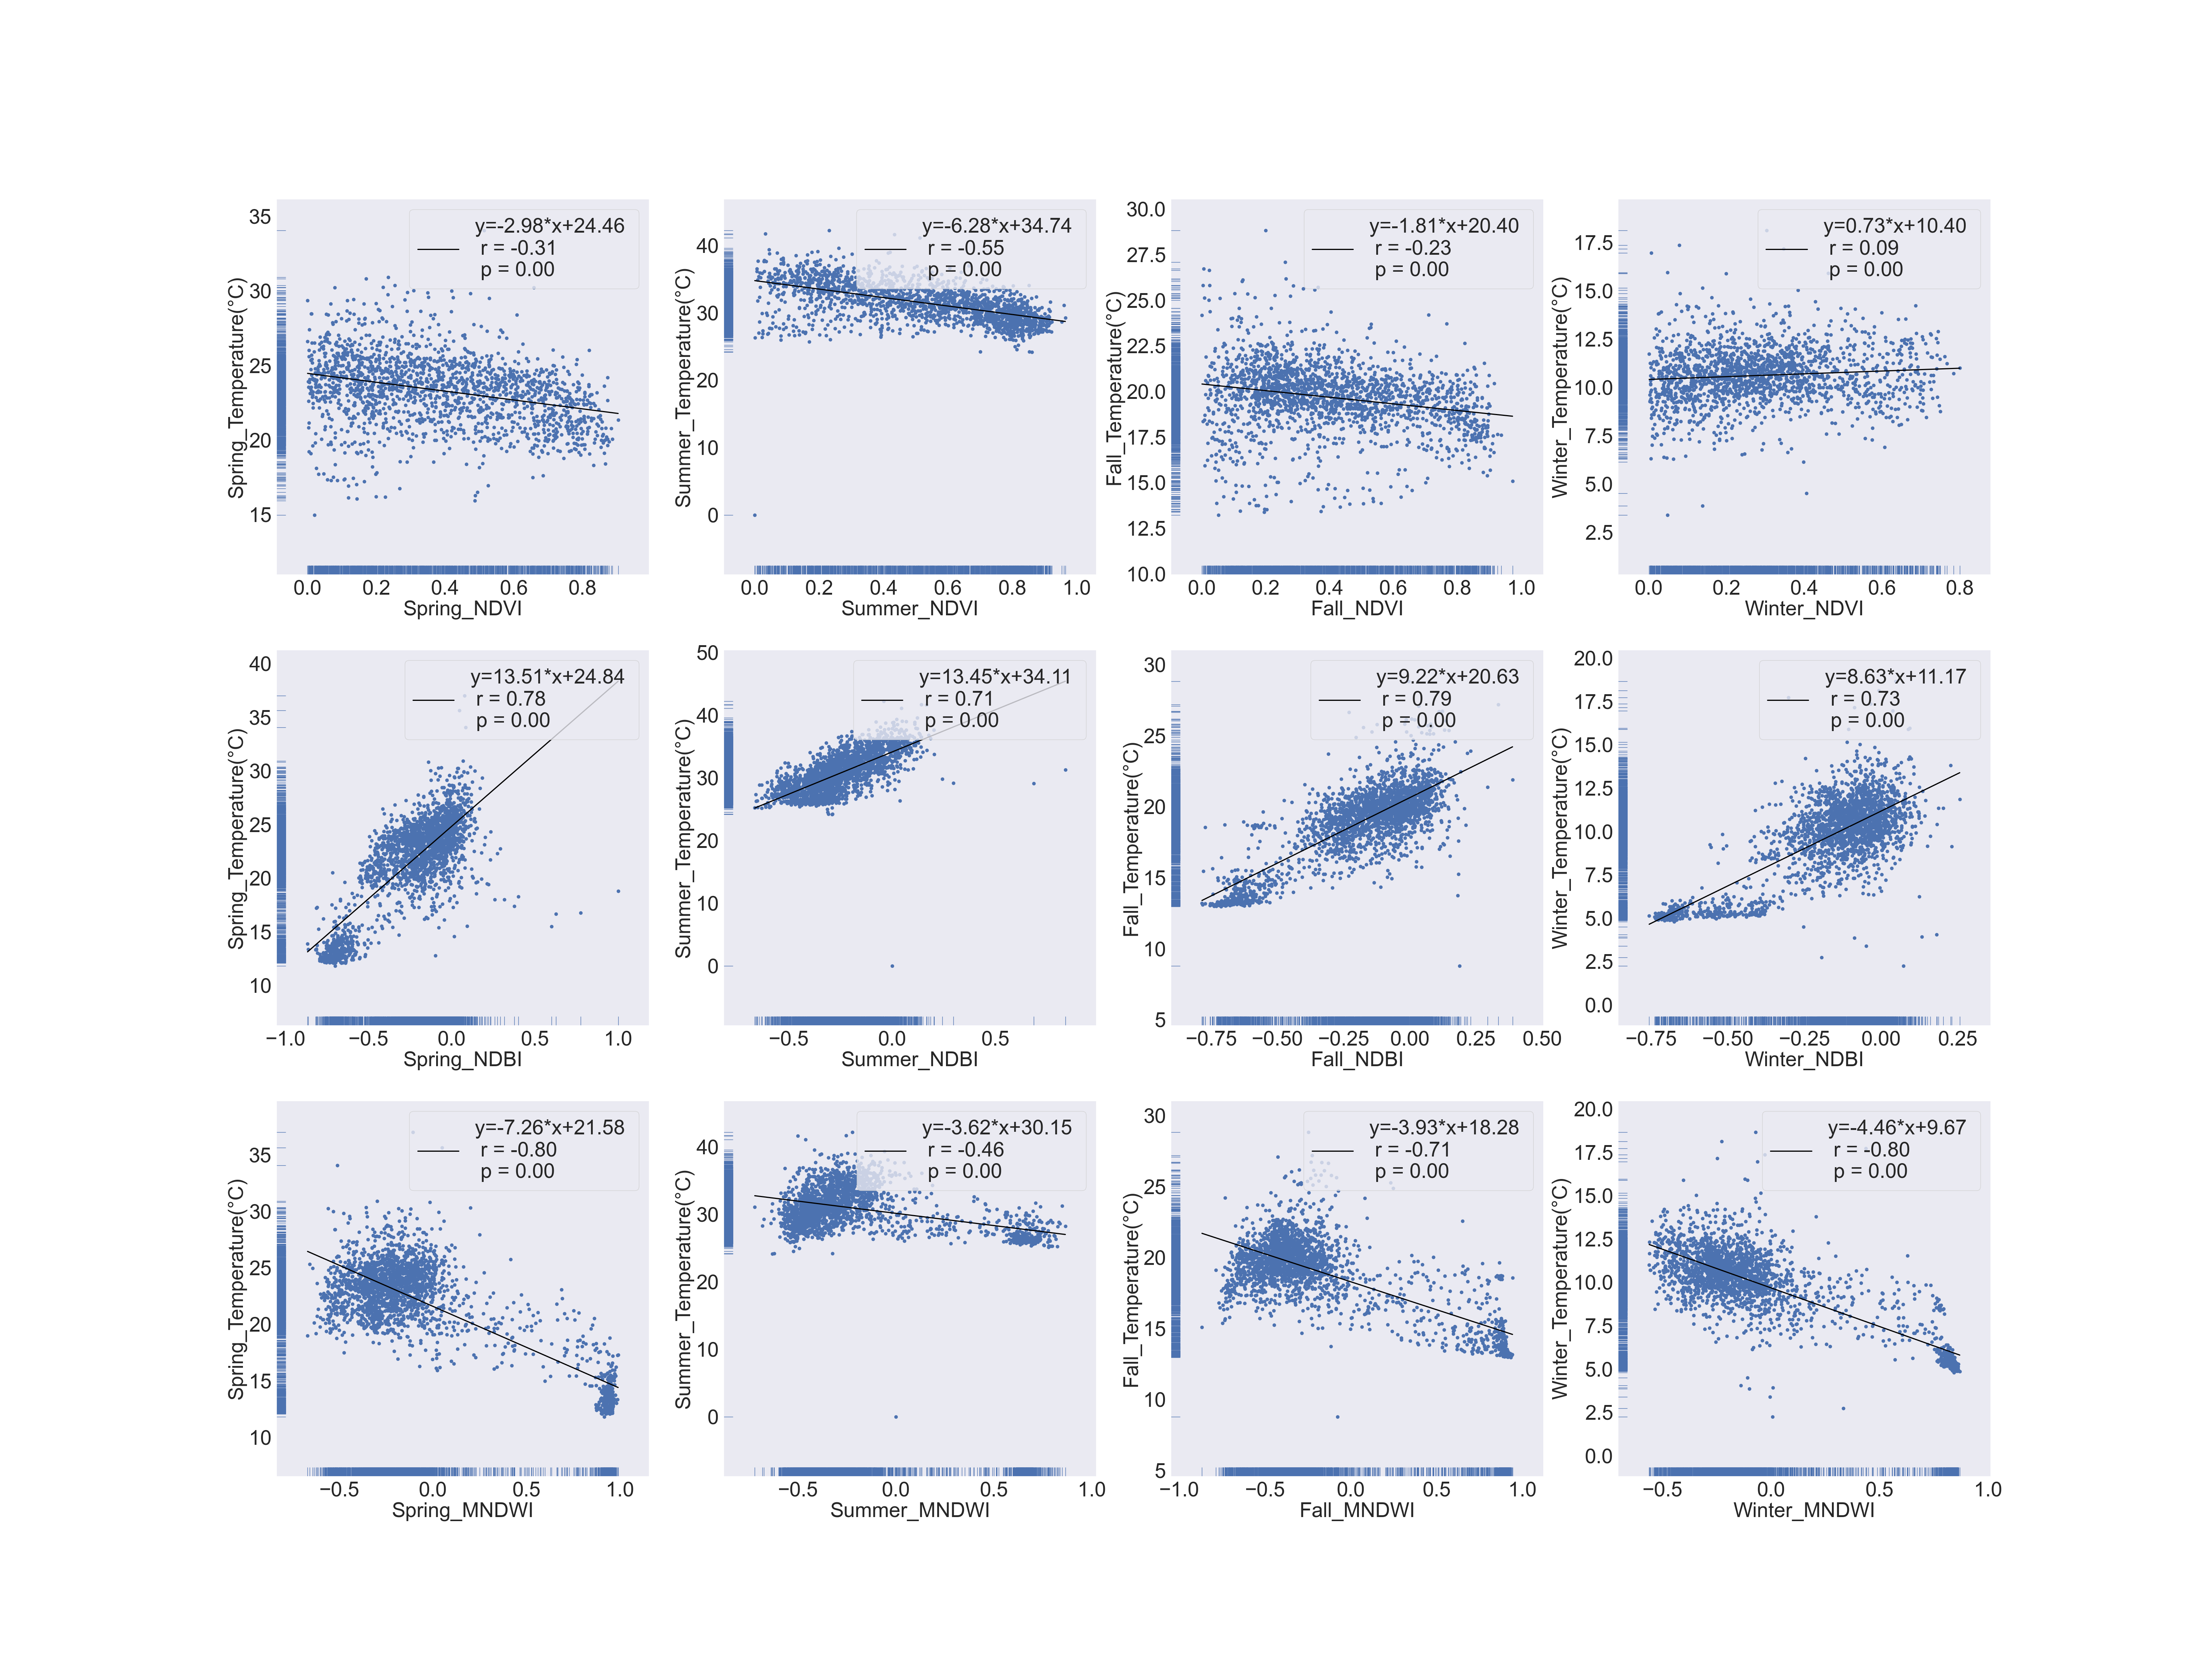 35
30
25
20
15
Spring_Temperature(°C)
y=-2.98*x+24.46
r = -0.31
p = 0.00
0.0 0.2 0.4 0.6 0.8
Spring_NDVI
40
30
20
10
0
Summer_Temperature(°C)
y=-6.28*x+34.74
r = -0.55
p = 0.00
0.0 0.2 0.4 0.6 0.8 1.0
Summer_NDVI
30.0
27.5
25.0
22.5
20.0
17.5
15.0
12.5
10.0
Fall_Temperature(°C)
y=-1.81*x+20.40
r = -0.23
p = 0.00
0.0 0.2 0.4 0.6 0.8 1.0
Fall_NDVI
17.5
15.0
12.5
10.0
7.5
5.0
2.5
Winter_Temperature(°C)
y=0.73*x+10.40
r = 0.09
p = 0.00
0.0 0.2 0.4 0.6 0.8
Winter_NDVI
40
35
30
25
20
15
10
Spring_Temperature(°C)
y=13.51*x+24.84
r = 0.78
p = 0.00
−1.0 −0.5 0.0 0.5 1.0
Spring_NDBI
50
40
30
20
10
0
Summer_Temperature(°C)
y=13.45*x+34.11
r = 0.71
p = 0.00
−0.5 0.0 0.5
Summer_NDBI
30
25
20
15
10
5
Fall_Temperature(°C)
y=9.22*x+20.63
r = 0.79
p = 0.00
−0.75 −0.50 −0.25 0.00 0.25 0.50
Fall_NDBI
20.0
17.5
15.0
12.5
10.0
7.5
5.0
2.5
0.0
Winter_Temperature(°C)
y=8.63*x+11.17
r = 0.73
p = 0.00
−0.75 −0.50 −0.25 0.00 0.25
Winter_NDBI
35
30
25
20
15
10
Spring_Temperature(°C)
y=-7.26*x+21.58
r = -0.80
p = 0.00
−0.5 0.0 0.5 1.0
Spring_MNDWI
40
30
20
10
0
Summer_Temperature(°C)
y=-3.62*x+30.15
r = -0.46
p = 0.00
−0.5 0.0 0.5 1.0
Summer_MNDWI
30
25
20
15
10
5
Fall_Temperature(°C)
y=-3.93*x+18.28
r = -0.71
p = 0.00
−1.0 −0.5 0.0 0.5 1.0
Fall_MNDWI
20.0
17.5
15.0
12.5
10.0
7.5
5.0
2.5
0.0
Winter_Temperature(°C)
y=-4.46*x+9.67
r = -0.80
p = 0.00
−0.5 0.0 0.5 1.0
Winter_MNDWI